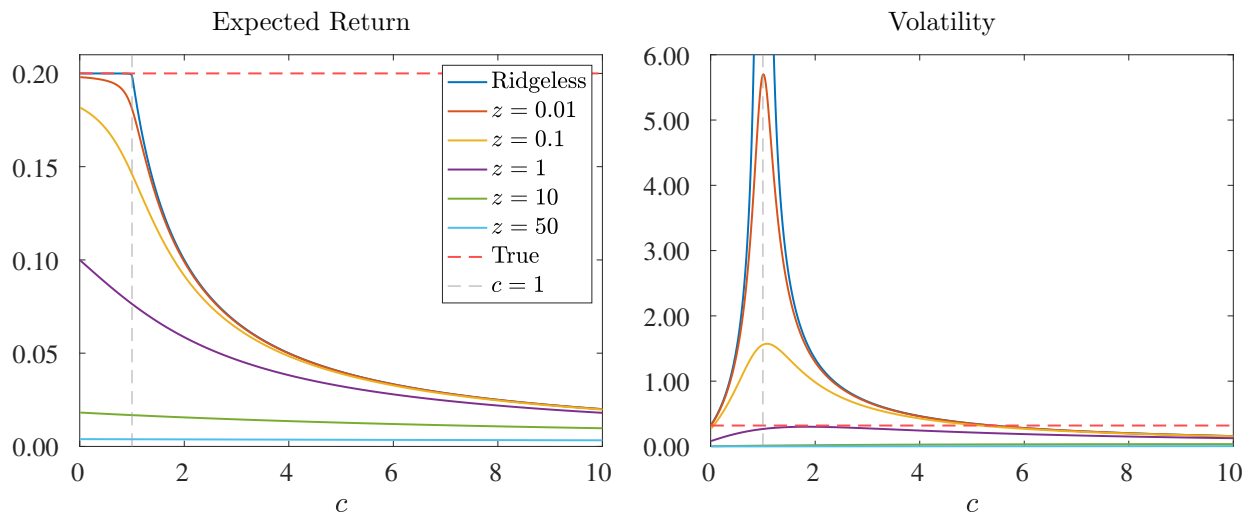 Expected Return
0.20
0.15
0.10
0.05
0.00
0 2 4 6 8 10
c
Ridgeless
z = 0.01
z = 0.1
z = 1
z = 10
z = 50
True
c = 1
Volatility
6.00
5.00
4.00
3.00
2.00
1.00
0.00
0 2 4 6 8 10
c